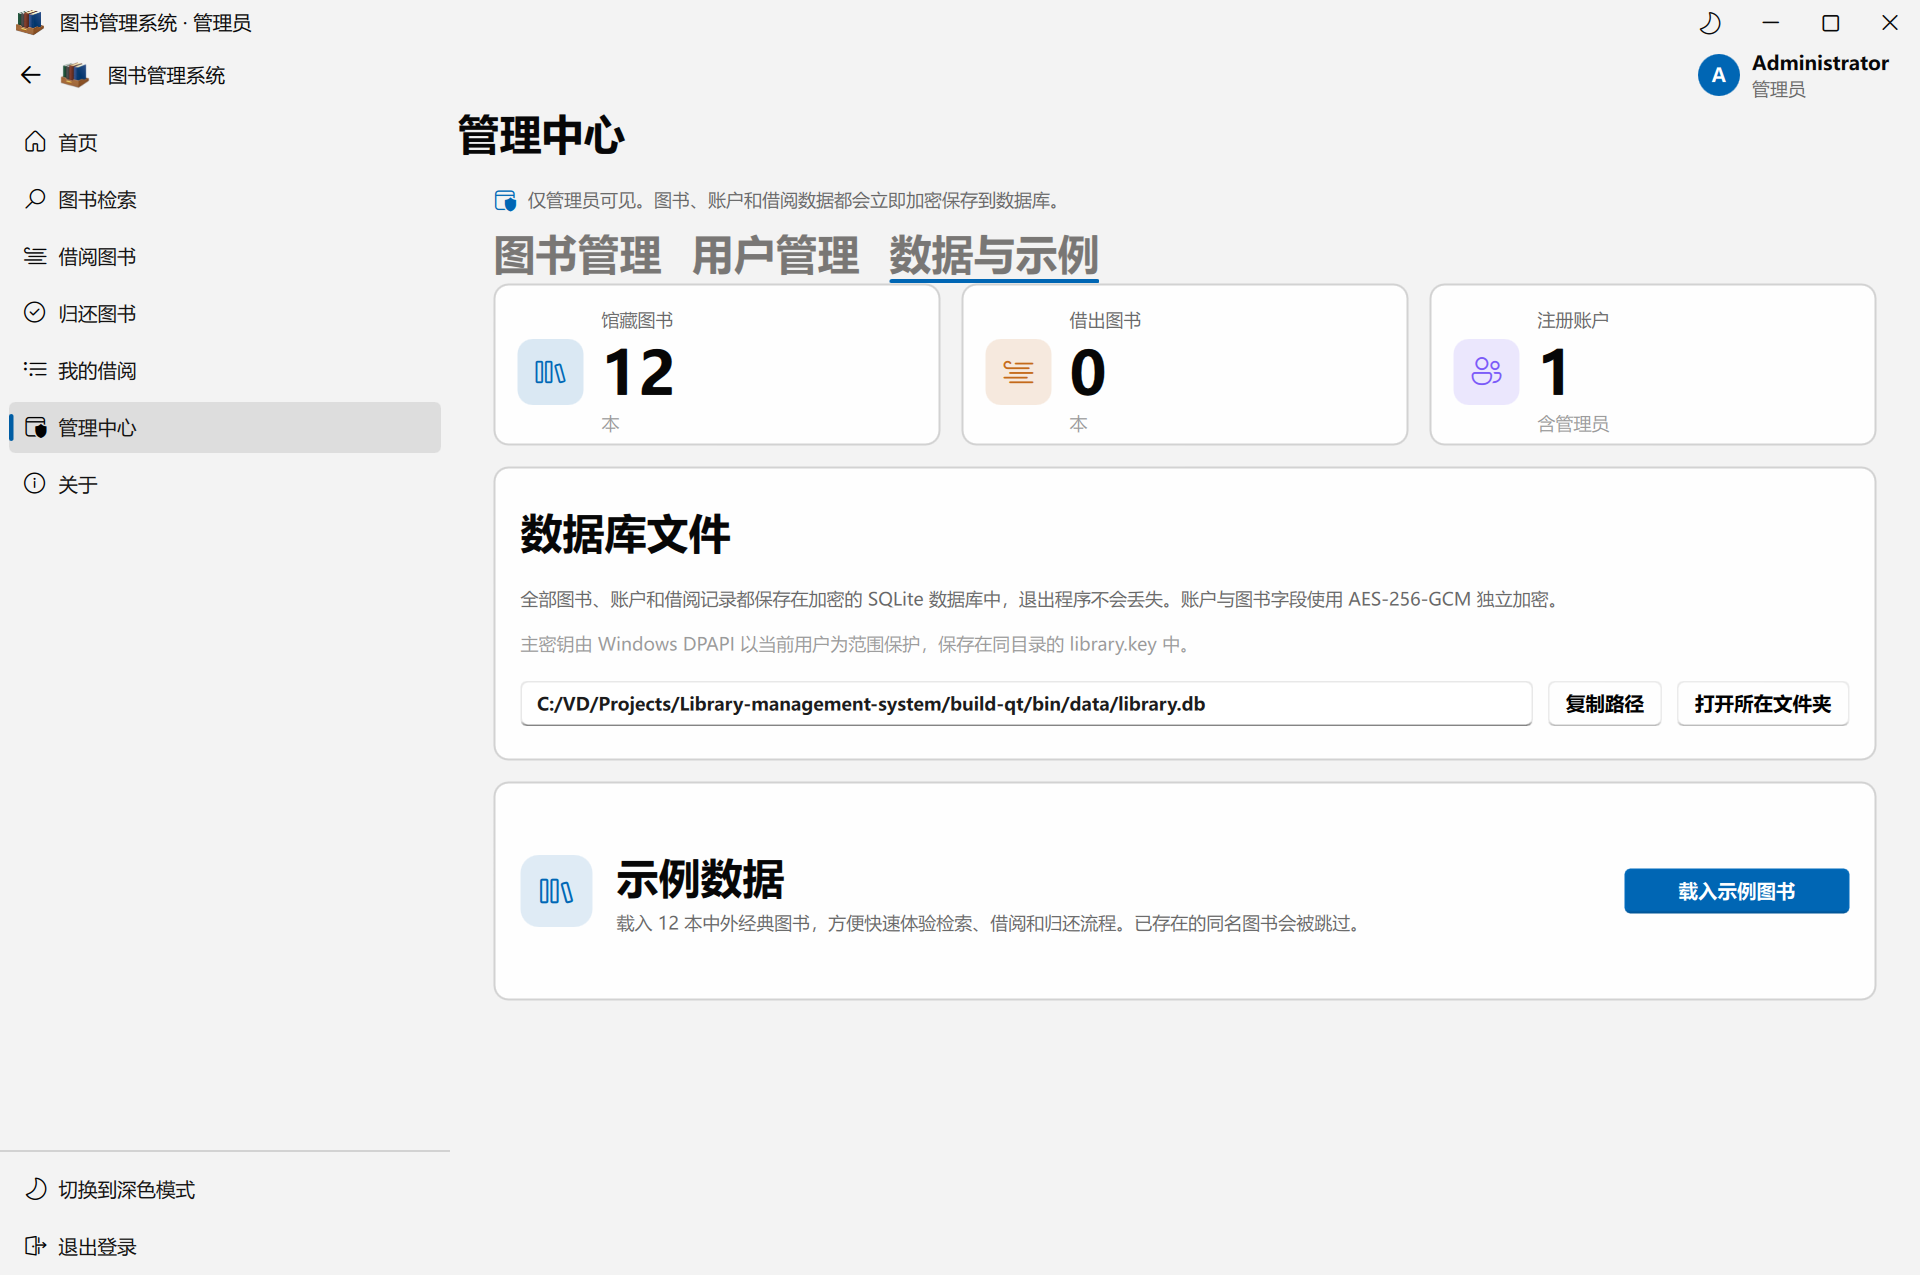 图书管理系统 · 管理员
图书管理系统
A
Administrator
管理员
首页
图书检索
借阅图书
归还图书
我的借阅
管理中心
关于
切换到深色模式
退出登录
管理中心
仅管理员可见。图书、账户和借阅数据都会立即加密保存到数据库。
图书管理 用户管理 数据与示例
馆藏图书
12
本
借出图书
0
本
注册账户
1
含管理员
数据库文件
全部图书、账户和借阅记录都保存在加密的 SQLite 数据库中，退出程序不会丢失。账户与图书字段使用 AES-256-GCM 独立加密。
主密钥由 Windows DPAPI 以当前用户为范围保护，保存在同目录的 library.key 中。
C:/VD/Projects/Library-management-system/build-qt/bin/data/library.db
复制路径
打开所在文件夹
示例数据
载入 12 本中外经典图书，方便快速体验检索、借阅和归还流程。已存在的同名图书会被跳过。
载入示例图书